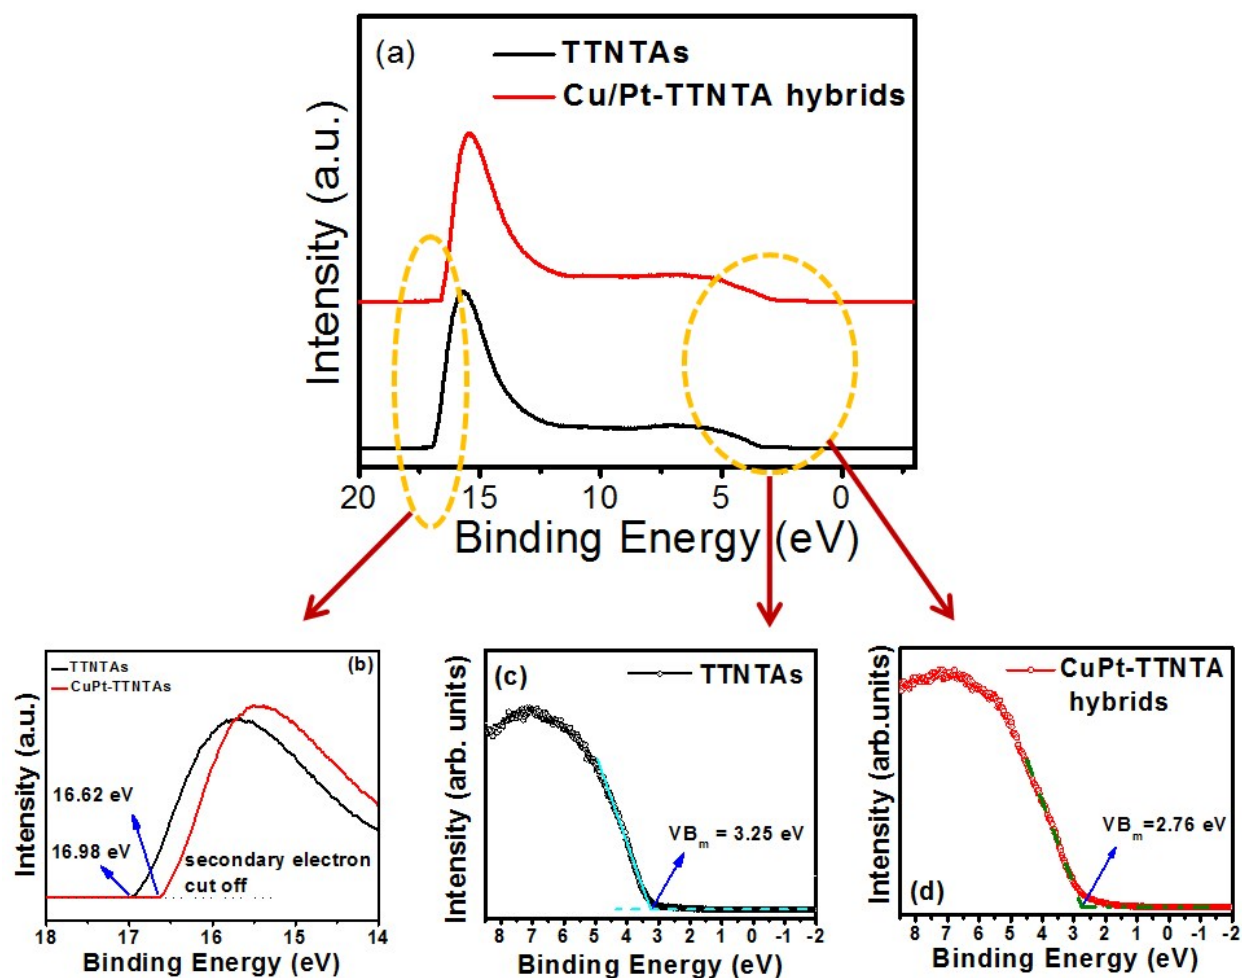 (a)
TTNTAs
Cu/Pt-TTNTA hybrids
Intensity (a.u.)
20 15 10 5 0
Binding Energy (eV)
(b)
TTNTAs
CuPt-TTNTAs
Intensity (a.u.)
16.62 eV
16.98 eV
secondary electron
cut off
18 17 16 15 14
Binding Energy (eV)
(c)
TTNTAs
Intensity (arb. units)
VBm = 3.25 eV
8 7 6 5 4 3 2 1 0 -1 -2
Binding Energy (eV)
CuPt-TTNTA
hybrids
Intensity (arb.units)
VBm=2.76 eV
(d)
8 7 6 5 4 3 2 1 0 -1 -2
Binding Energy (eV)